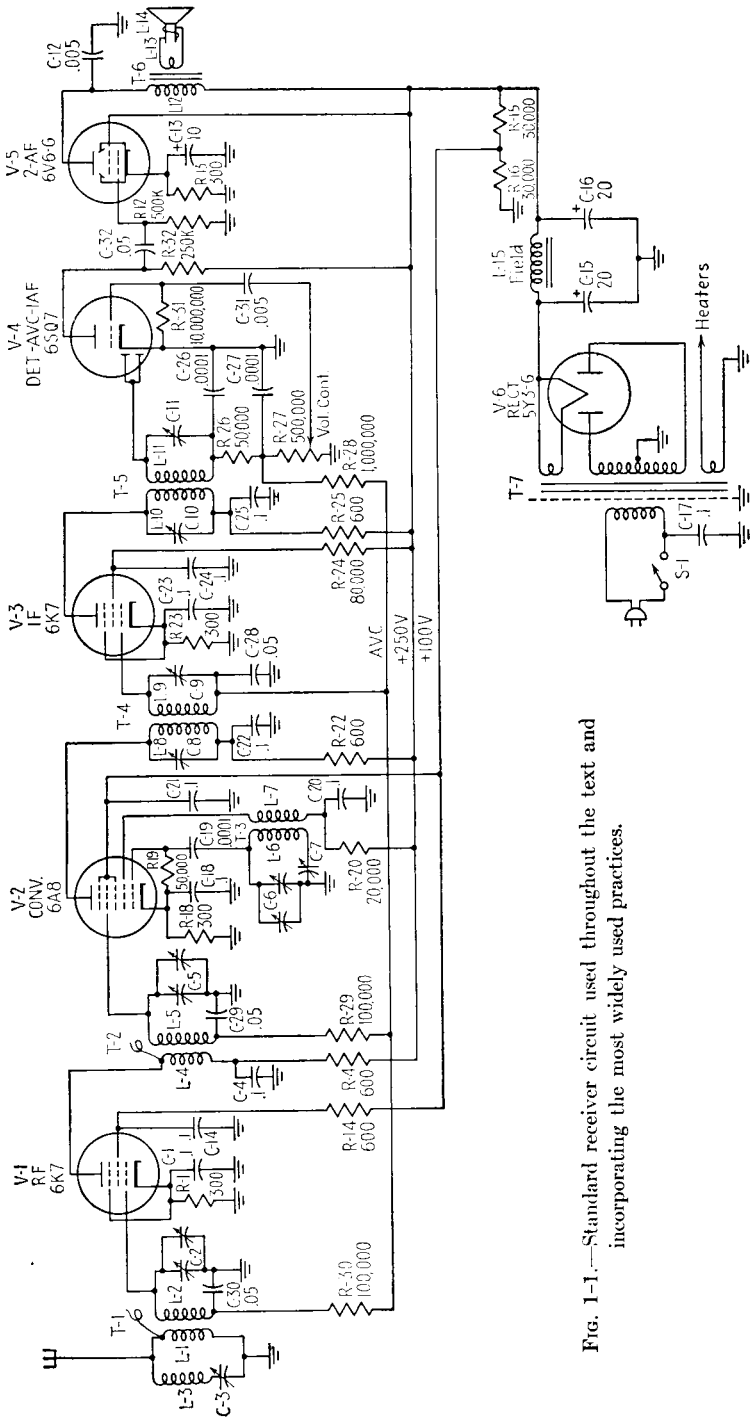 V-1
RF
6K7
V-2
CONV.
6A8
V-3
IF
6K7
V-4
DET-AVC-IAF
6SQ7
V-5
2-AF
6V6-G
T-1
L-1
L-3
C-3
L-2
C-2
C-30
.05
R-30
100,000
R-1
300
C-1
.1
C-14
.1
R-14
600
T-2
L-4
C-4
.1
R-4
600
L-5
C-5
C-29
.05
R-29
100,000
R-18
300
C-18
.1
R19
50,000
C-19
.0001
T-3
L-6
C-6
C-7
L-7
C-20
.1
R-20
20,000
C-21
.1
L-8
C-8
C-22
.1
R-22
600
T-4
L-9
C-9
C-28
.05
R-23
300
C-23
.1
C-24
.1
R-24
80,000
T-5
L-10
C-10
C-25
.1
R-25
600
L-11
C-11
R-26
50,000
C-26
.0001
C-27
.0001
R-27
500,000
Vol. Cont.
R-28
1,000,000
R-31
10,000,000
C-31
.005
C-32
.05
R-32
250K
R12
500K
R-13
300
C-13
10
C-12
.005
T-6
L12
L-13
L-14
AVC
+250V
+100V
R-15
30,000
R-16
30,000
L-15
Field
C-15
20
C-16
20
V-6
RECT
5Y3-G
T-7
Heaters
C-17
.1
S-1
FIG. 1-1.—Standard receiver circuit used throughout the text and
incorporating the most widely used practices.